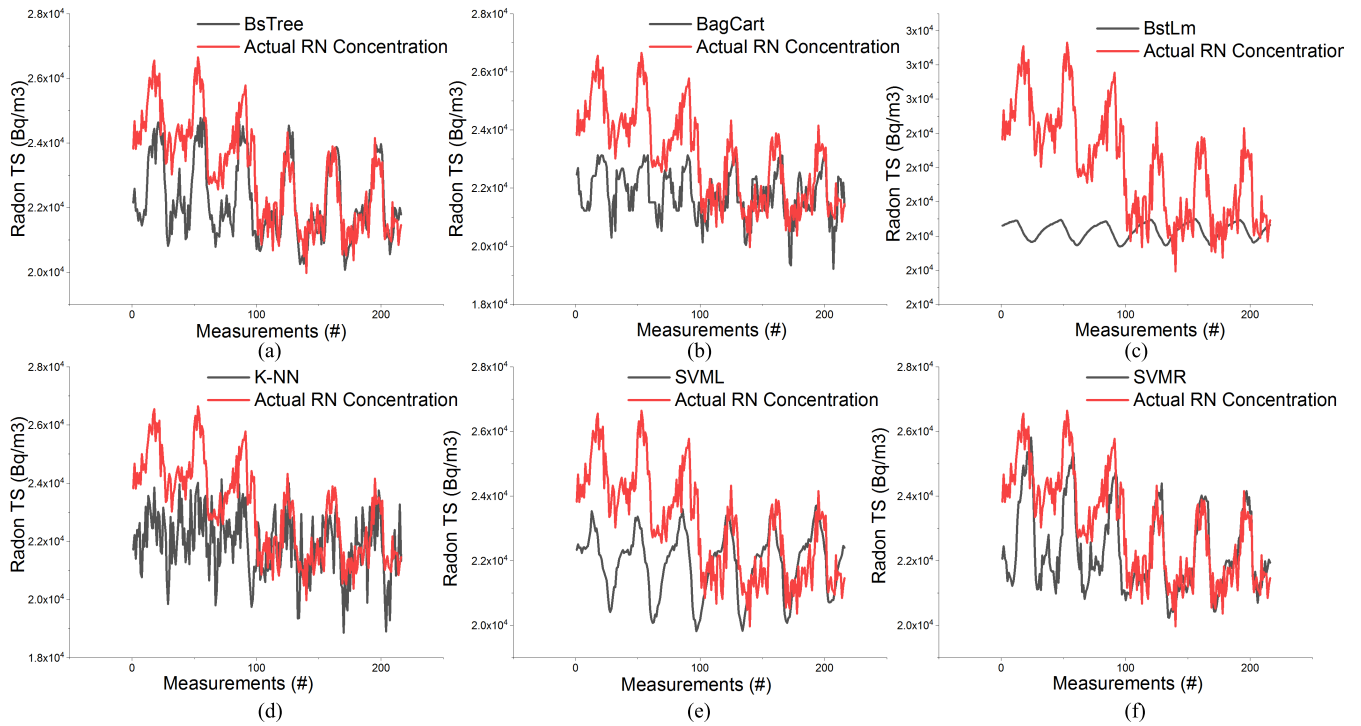 BsTree
Actual RN Concentration
2.8x10⁴
2.6x10⁴
2.4x10⁴
2.2x10⁴
2.0x10⁴
Radon TS (Bq/m3)
0 100 200
Measurements (#)
(a)
BagCart
Actual RN Concentration
2.8x10⁴
2.6x10⁴
2.4x10⁴
2.2x10⁴
2.0x10⁴
1.8x10⁴
Radon TS (Bq/m3)
0 100 200
Measurements (#)
(b)
BstLm
Actual RN Concentration
3x10⁴
3x10⁴
3x10⁴
2x10⁴
2x10⁴
2x10⁴
2x10⁴
2x10⁴
2x10⁴
Radon TS (Bq/m3)
0 100 200
Measurements (#)
(c)
K-NN
Actual RN Concentration
2.8x10⁴
2.6x10⁴
2.4x10⁴
2.2x10⁴
2.0x10⁴
1.8x10⁴
Radon TS (Bq/m3)
0 100 200
Measurements (#)
(d)
SVML
Actual RN Concentration
2.8x10⁴
2.6x10⁴
2.4x10⁴
2.2x10⁴
2.0x10⁴
Radon TS (Bq/m3)
0 100 200
Measurements (#)
(e)
SVMR
Actual RN Concentration
2.8x10⁴
2.6x10⁴
2.4x10⁴
2.2x10⁴
2.0x10⁴
Radon TS (Bq/m3)
0 100 200
Measurements (#)
(f)